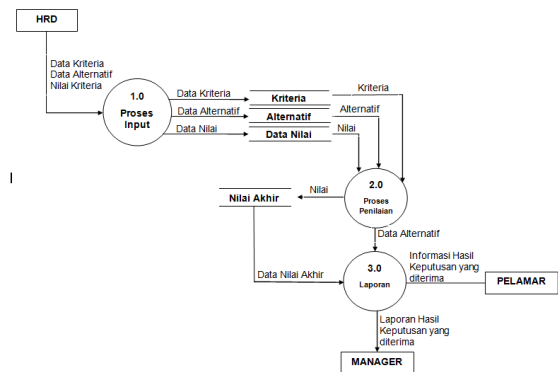 HRD
Data Kriteria
Data Alternatif
Nilai Kriteria
1.0
Proses
Input
Data Kriteria
Data Alternatif
Data Nilai
Kriteria
Alternatif
Data Nilai
Kriteria
Alternatif
Nilai
2.0
Proses
Penilaian
Nilai
Nilai Akhir
Data Alternatif
Data Nilai Akhir
3.0
Laporan
Informasi Hasil
Keputusan yang
diterima
PELAMAR
Laporan Hasil
Keputusan yang
diterima
MANAGER